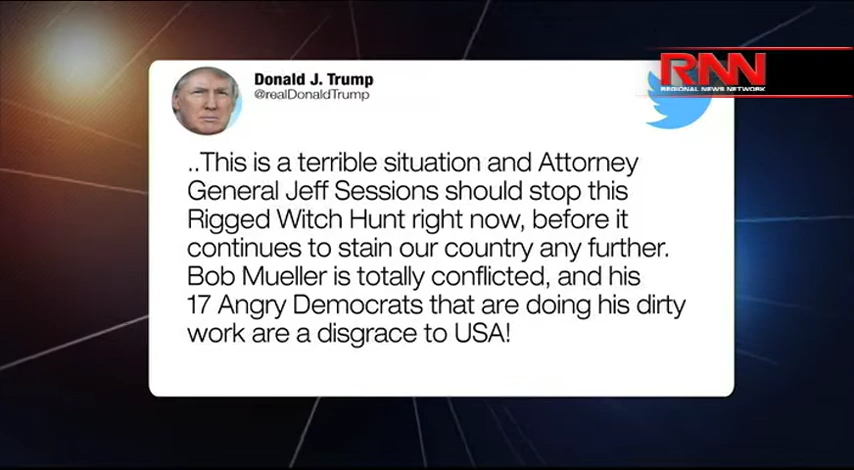 Donald J. Trump
@realDonaldTrump
RNN
REGIONAL NEWS NETWORK
..This is a terrible situation and Attorney
General Jeff Sessions should stop this
Rigged Witch Hunt right now, before it
continues to stain our country any further.
Bob Mueller is totally conflicted, and his
17 Angry Democrats that are doing his dirty
work are a disgrace to USA!